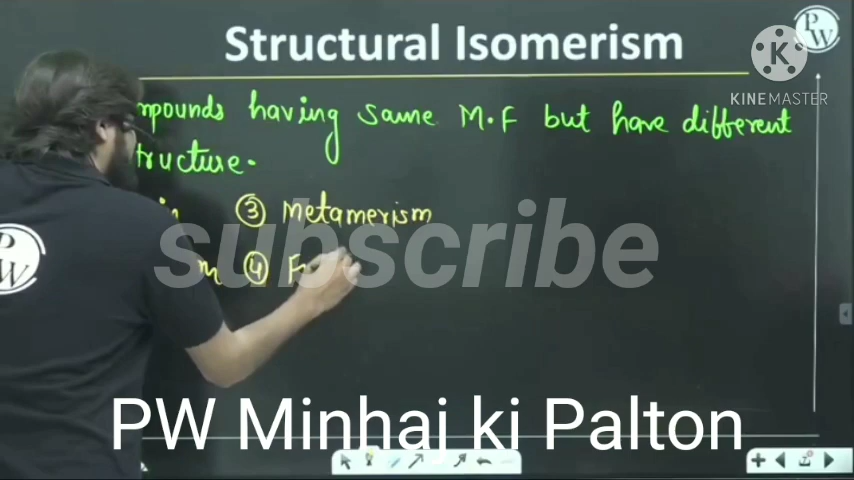 Structural Isomerism
PW
KINEMASTER
mpounds having same M.F but have different
tructure.
in ③ Metamerism
m ④ F
subscribe
PW
PW Minhaj ki Palton